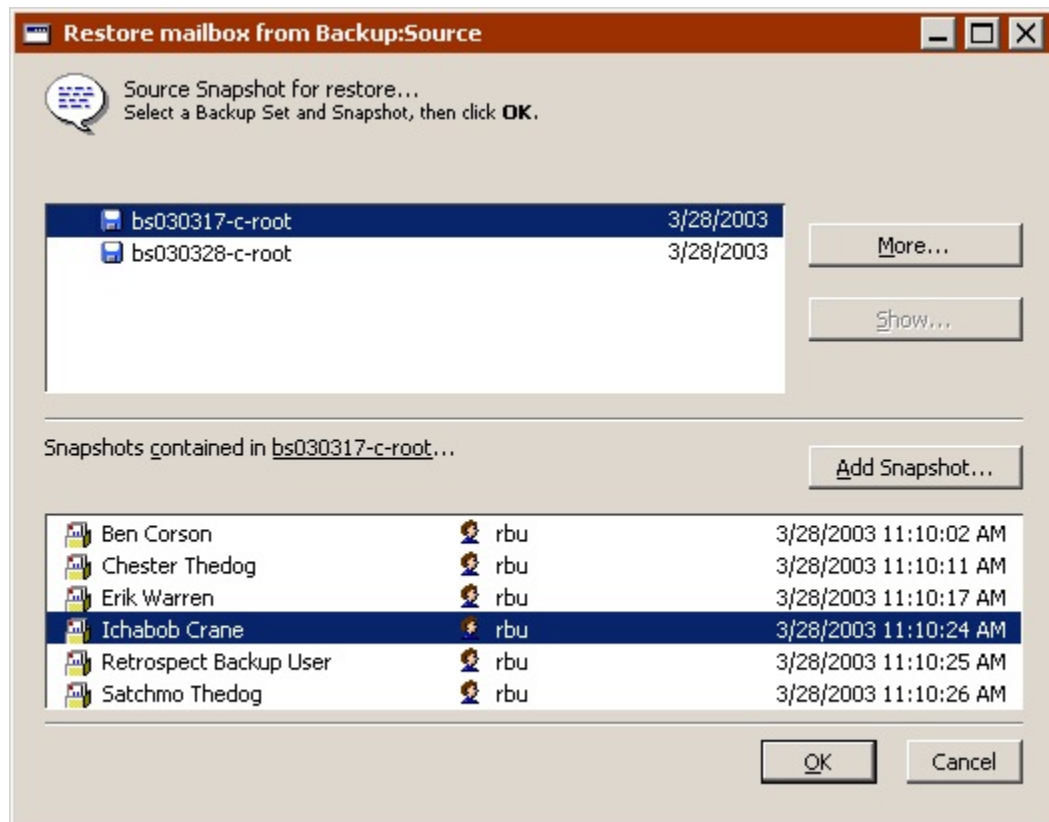 Restore mailbox from Backup:Source
Source Snapshot for restore...
Select a Backup Set and Snapshot, then click OK.
bs030317-c-root 3/28/2003
bs030328-c-root 3/28/2003
More...
Show...
Snapshots contained in bs030317-c-root...
Add Snapshot...
Ben Corson rbu 3/28/2003 11:10:02 AM
Chester Thedog rbu 3/28/2003 11:10:11 AM
Erik Warren rbu 3/28/2003 11:10:17 AM
Ichabob Crane rbu 3/28/2003 11:10:24 AM
Retrospect Backup User rbu 3/28/2003 11:10:25 AM
Satchmo Thedog rbu 3/28/2003 11:10:26 AM
OK Cancel